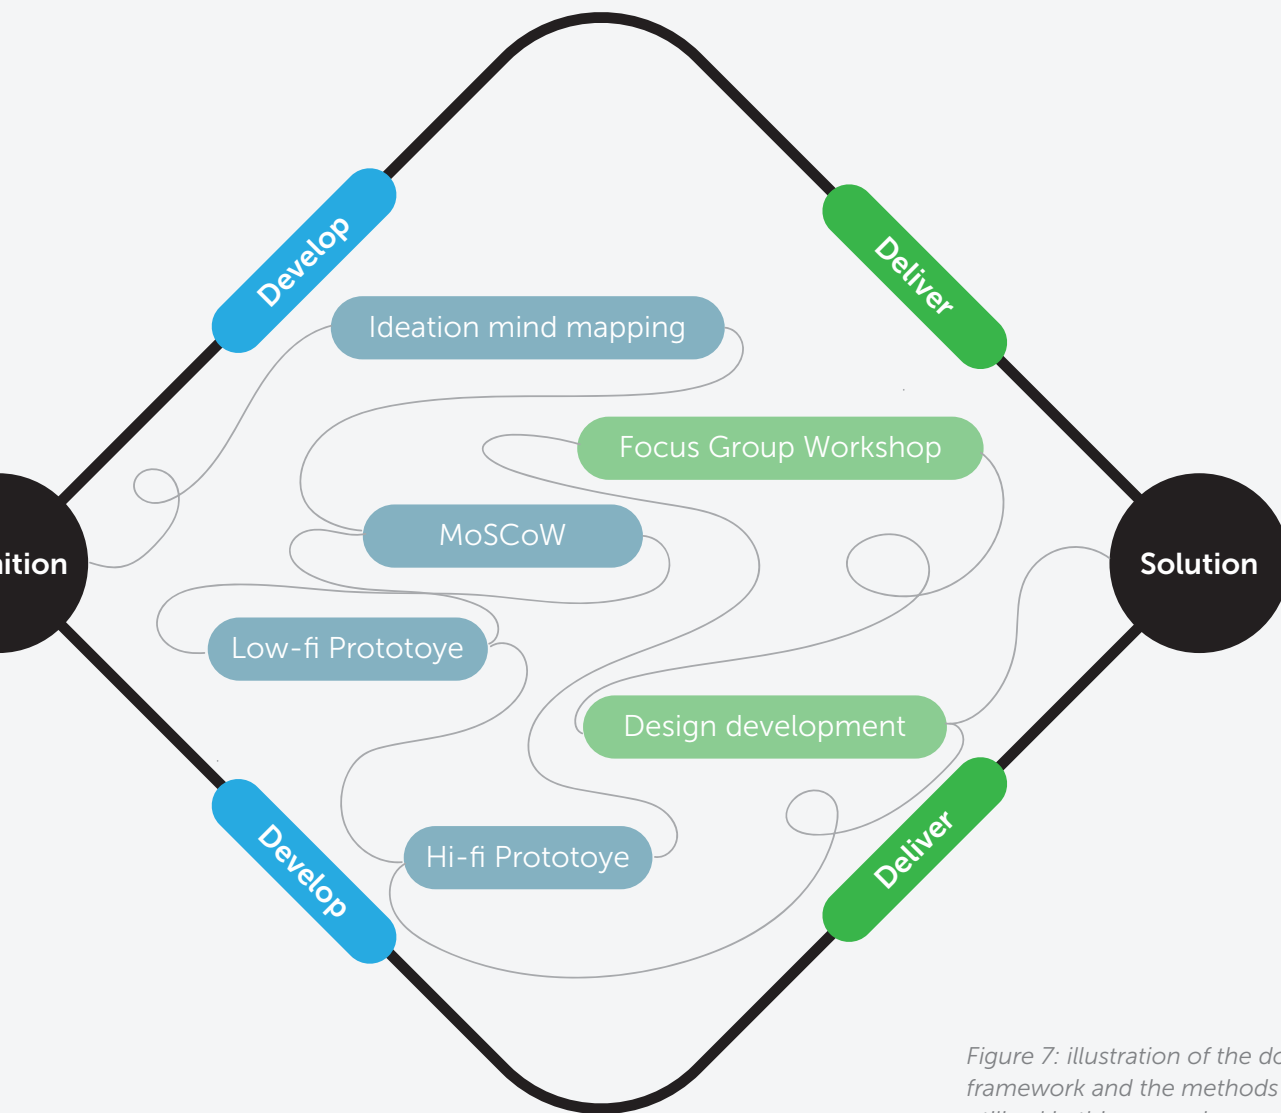 Develop
Deliver
Ideation mind mapping
Focus Group Workshop
MoSCoW
nition
Solution
Low-fi Prototoye
Design development
Hi-fi Prototoye
Develop
Deliver
Figure 7: illustration of the do
framework and the methods